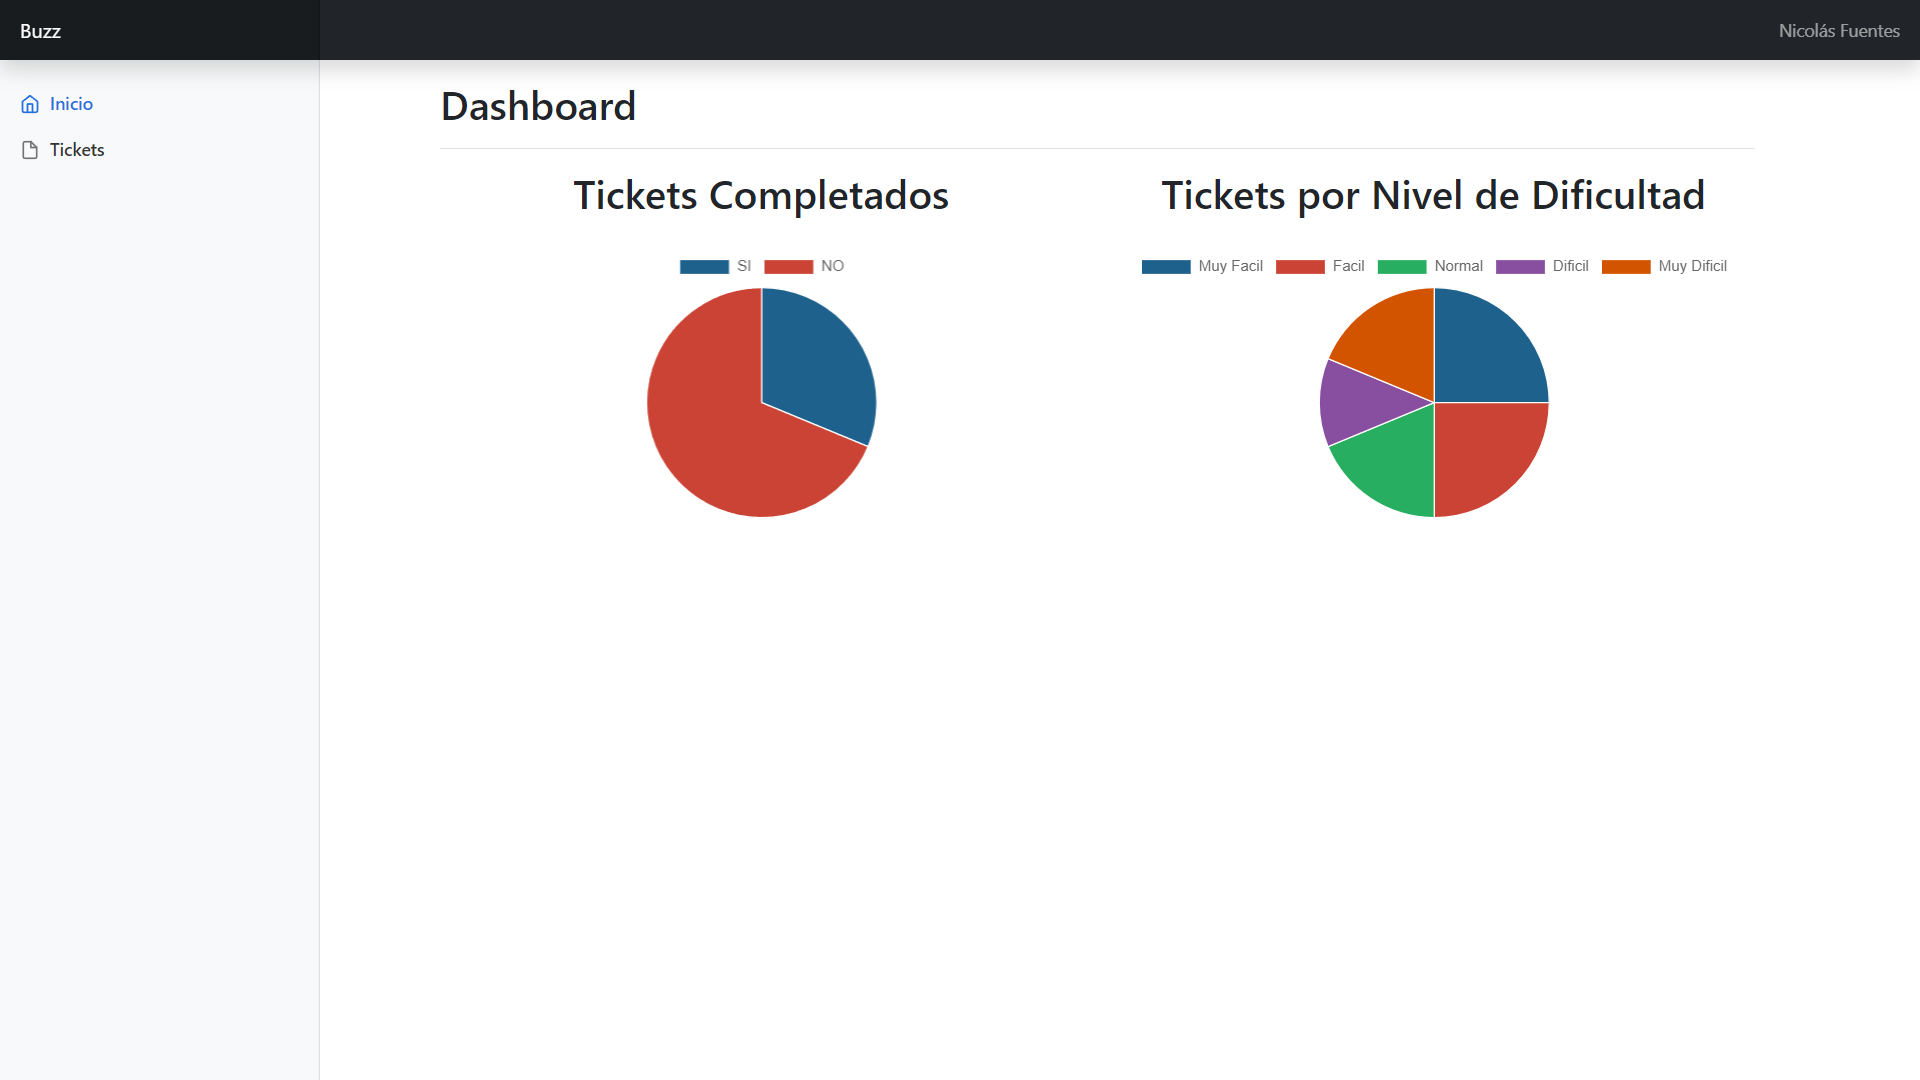 Buzz
Nicolás Fuentes
Inicio
Tickets
Dashboard
Tickets Completados
SI NO
Tickets por Nivel de Dificultad
Muy Facil Facil Normal Dificil Muy Dificil